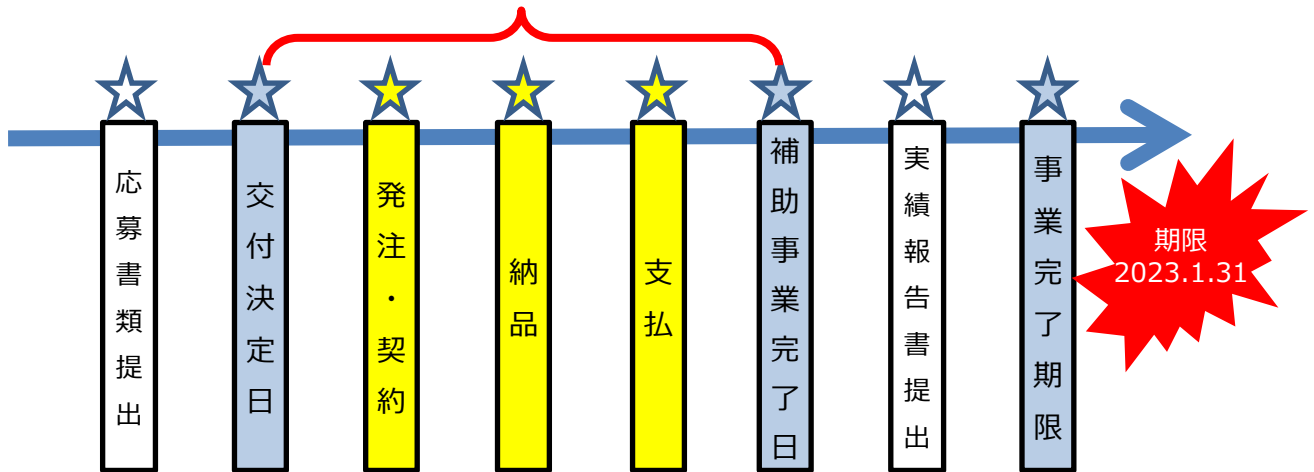 応募書類提出
交付決定日
発注・契約
納品
支払
補助事業完了日
実績報告書提出
事業完了期限
期限
2023.1.31